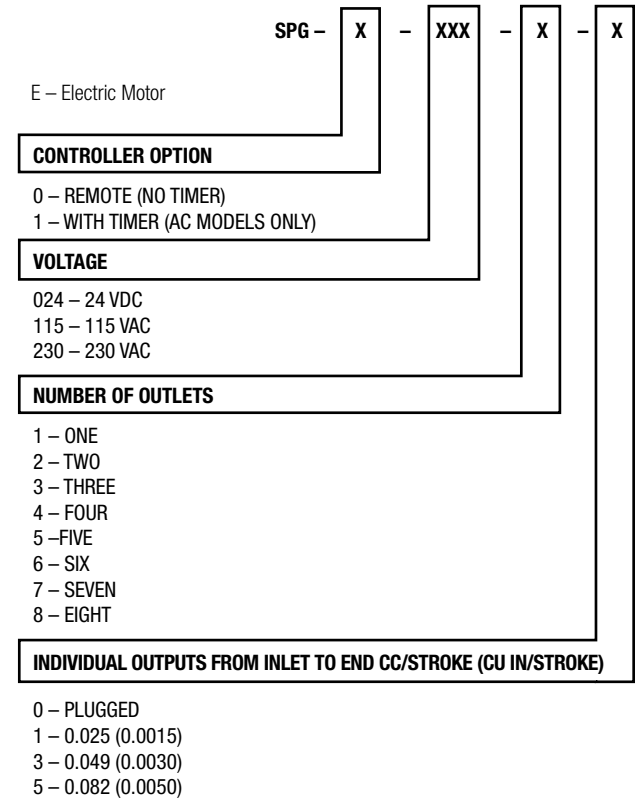 SPG – X – XXX – X – X
E – Electric Motor
CONTROLLER OPTION
0 – REMOTE (NO TIMER)
1 – WITH TIMER (AC MODELS ONLY)
VOLTAGE
024 – 24 VDC
115 – 115 VAC
230 – 230 VAC
NUMBER OF OUTLETS
1 – ONE
2 – TWO
3 – THREE
4 – FOUR
5 –FIVE
6 – SIX
7 – SEVEN
8 – EIGHT
INDIVIDUAL OUTPUTS FROM INLET TO END CC/STROKE (CU IN/STROKE)
0 – PLUGGED
1 – 0.025 (0.0015)
3 – 0.049 (0.0030)
5 – 0.082 (0.0050)